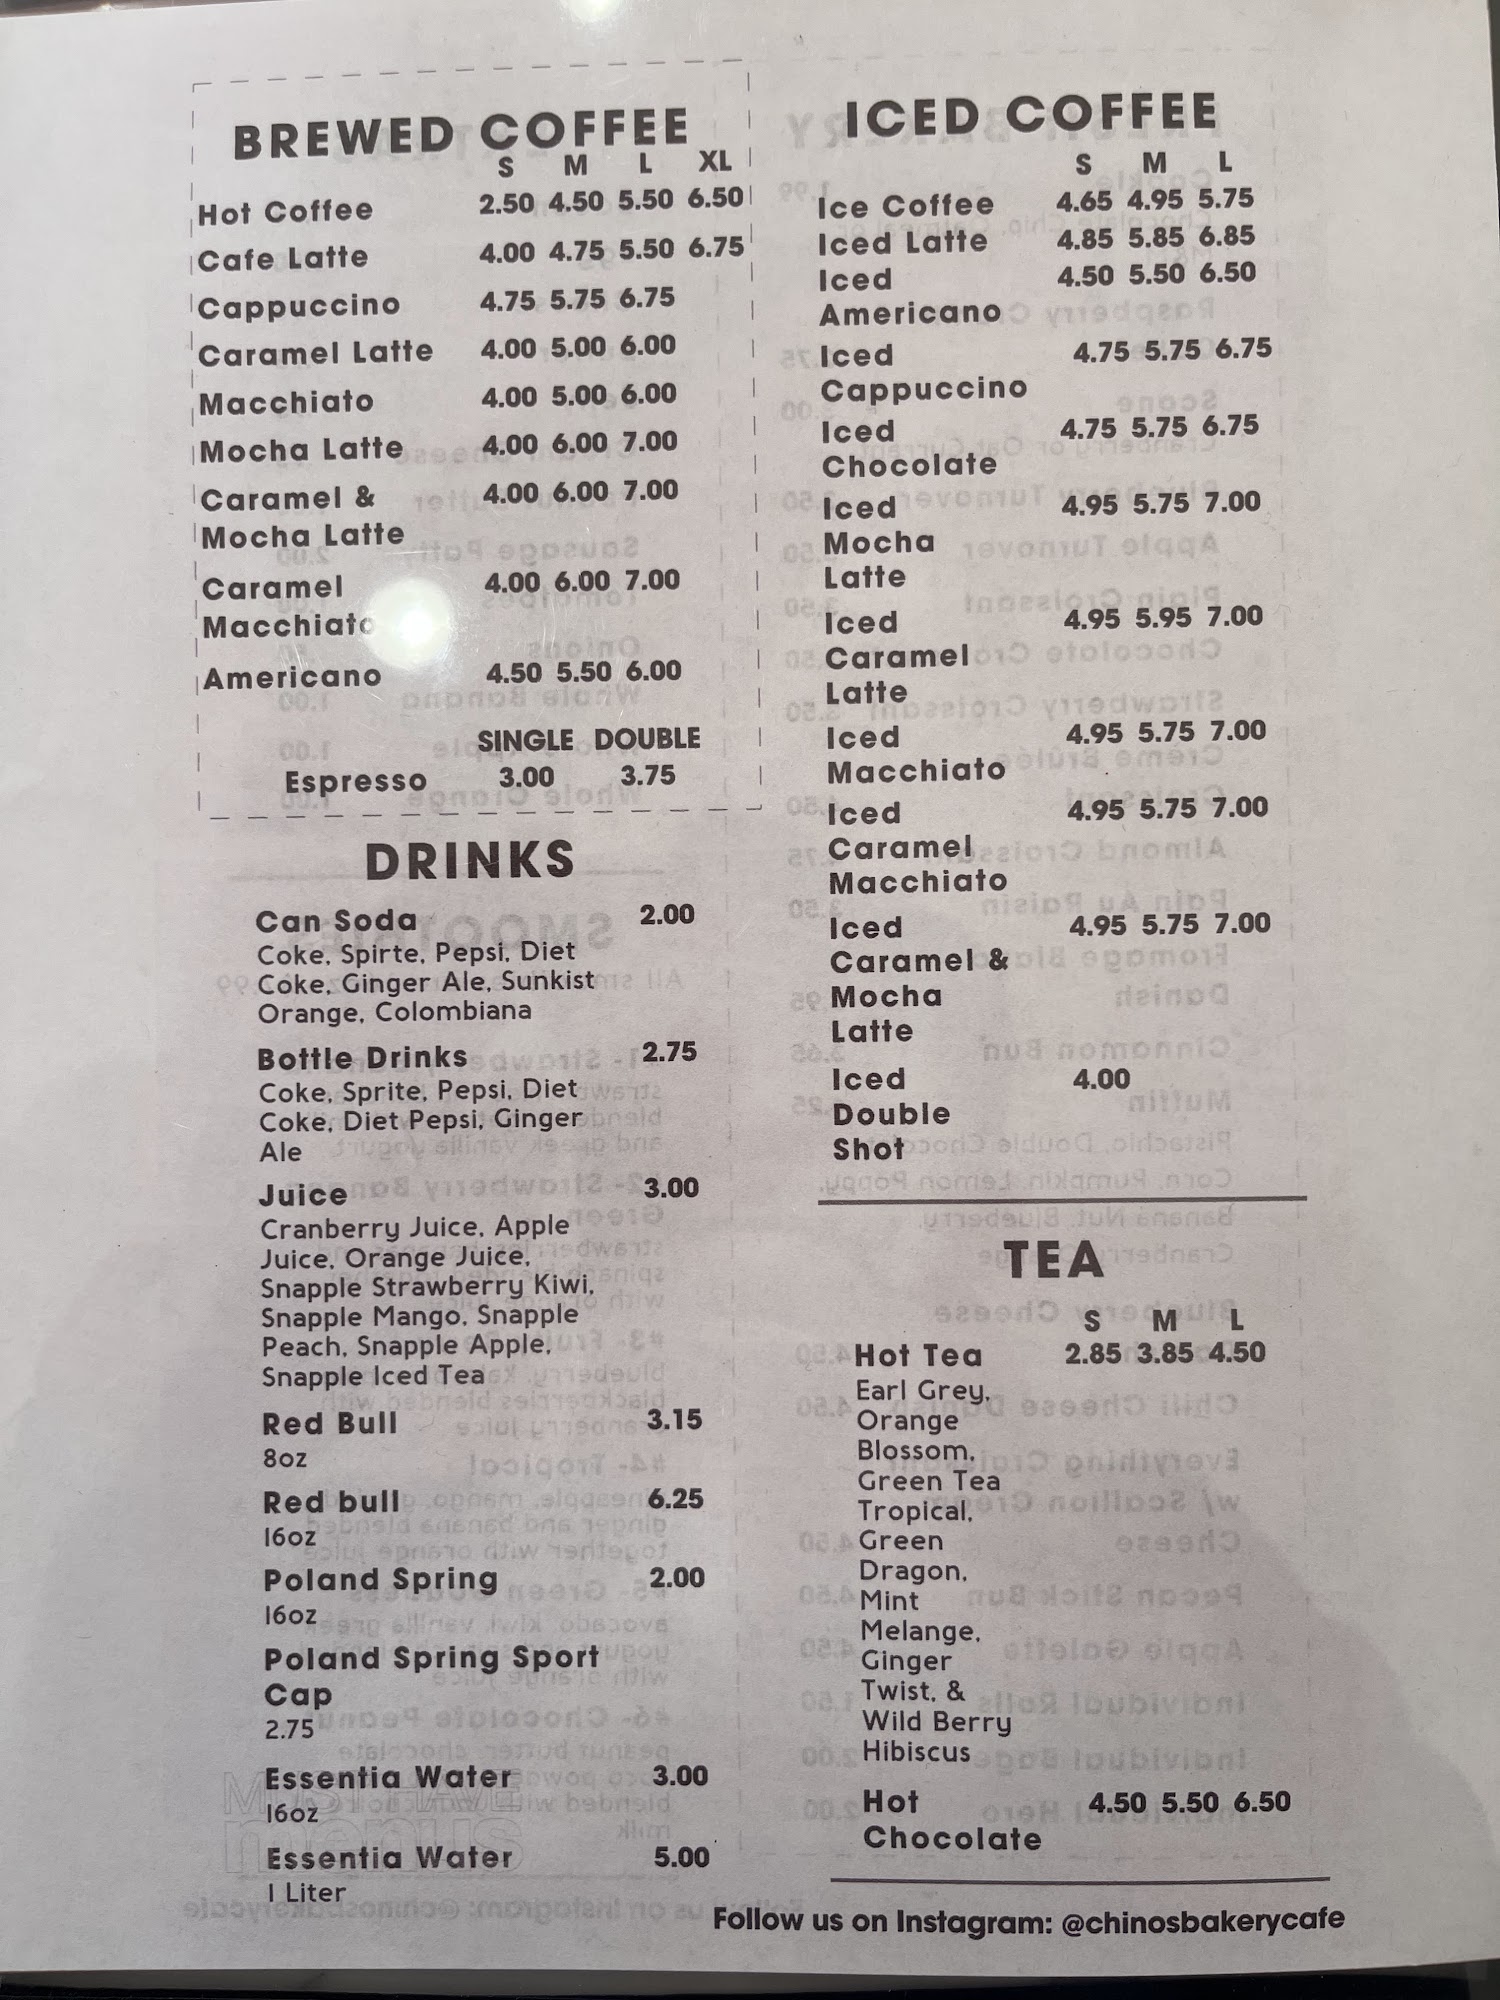 BREWED COFFEE
S M L XL
Hot Coffee 2.50 4.50 5.50 6.50
Cafe Latte 4.00 4.75 5.50 6.75
Cappuccino 4.75 5.75 6.75
Caramel Latte 4.00 5.00 6.00
Macchiato 4.00 5.00 6.00
Mocha Latte 4.00 6.00 7.00
Caramel & 4.00 6.00 7.00
Mocha Latte
Caramel 4.00 6.00 7.00
Macchiato
Americano 4.50 5.50 6.00
SINGLE DOUBLE
Espresso 3.00 3.75
DRINKS
Can Soda 2.00
Coke, Spirte, Pepsi, Diet
Coke, Ginger Ale, Sunkist
Orange, Colombiana
Bottle Drinks 2.75
Coke, Sprite, Pepsi, Diet
Coke, Diet Pepsi, Ginger
Ale
Juice 3.00
Cranberry Juice, Apple
Juice, Orange Juice,
Snapple Strawberry Kiwi,
Snapple Mango, Snapple
Peach, Snapple Apple,
Snapple Iced Tea
Red Bull 3.15
8oz
Red bull 6.25
16oz
Poland Spring 2.00
16oz
Poland Spring Sport
Cap
2.75
Essentia Water 3.00
16oz
Essentia Water 5.00
1 Liter
ICED COFFEE
S M L
Ice Coffee 4.65 4.95 5.75
Iced Latte 4.85 5.85 6.85
Iced 4.50 5.50 6.50
Americano
Iced 4.75 5.75 6.75
Cappuccino
Iced 4.75 5.75 6.75
Chocolate
Iced 4.95 5.75 7.00
Mocha
Latte
Iced 4.95 5.95 7.00
Caramel
Latte
Iced 4.95 5.75 7.00
Macchiato
Iced 4.95 5.75 7.00
Caramel
Macchiato
Iced 4.95 5.75 7.00
Caramel &
Mocha
Latte
Iced 4.00
Double
Shot
TEA
S M L
Hot Tea 2.85 3.85 4.50
Earl Grey,
Orange
Blossom,
Green Tea
Tropical,
Green
Dragon,
Mint
Melange,
Ginger
Twist, &
Wild Berry
Hibiscus
Hot 4.50 5.50 6.50
Chocolate
Follow us on Instagram: @chinosbakerycafe